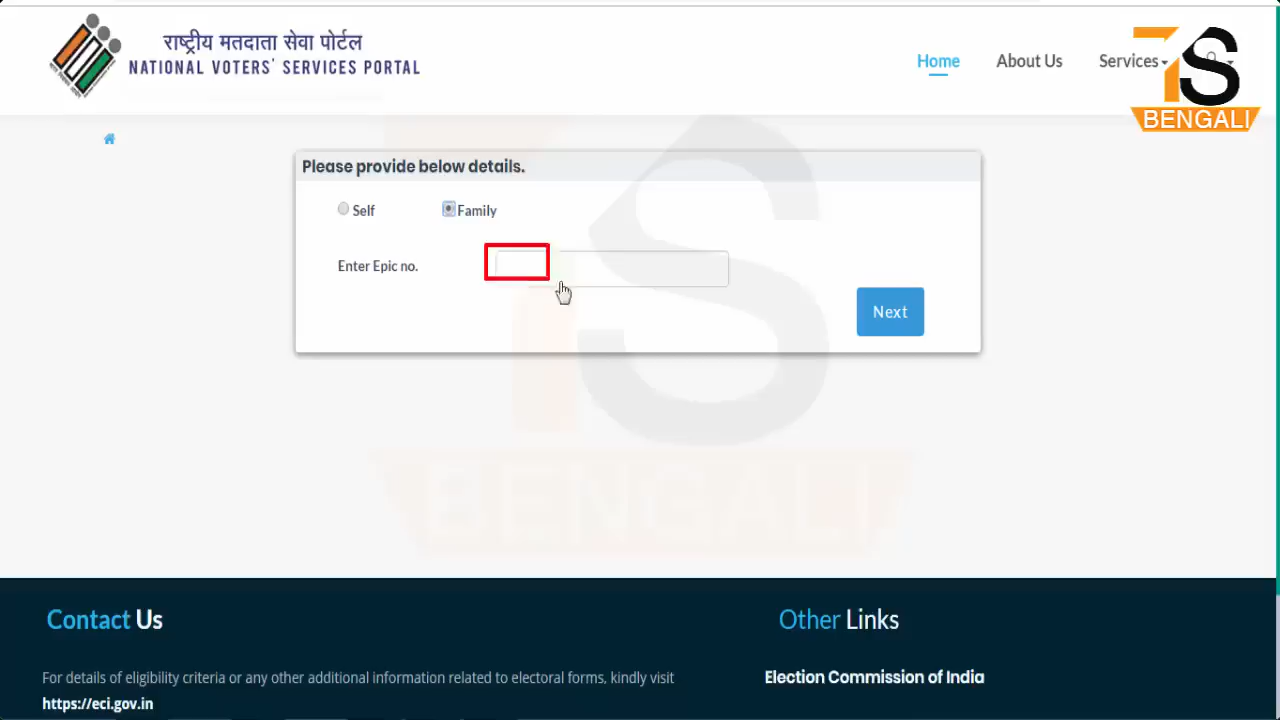 राष्ट्रीय मतदाता सेवा पोर्टल
NATIONAL VOTERS' SERVICES PORTAL
Home About Us Services
7S
BENGALI
Please provide below details.
Self Family
Enter Epic no.
Next
S
BENGALI
Contact Us
Other Links
For details of eligibility criteria or any other additional information related to electoral forms, kindly visit
https://eci.gov.in
Election Commission of India